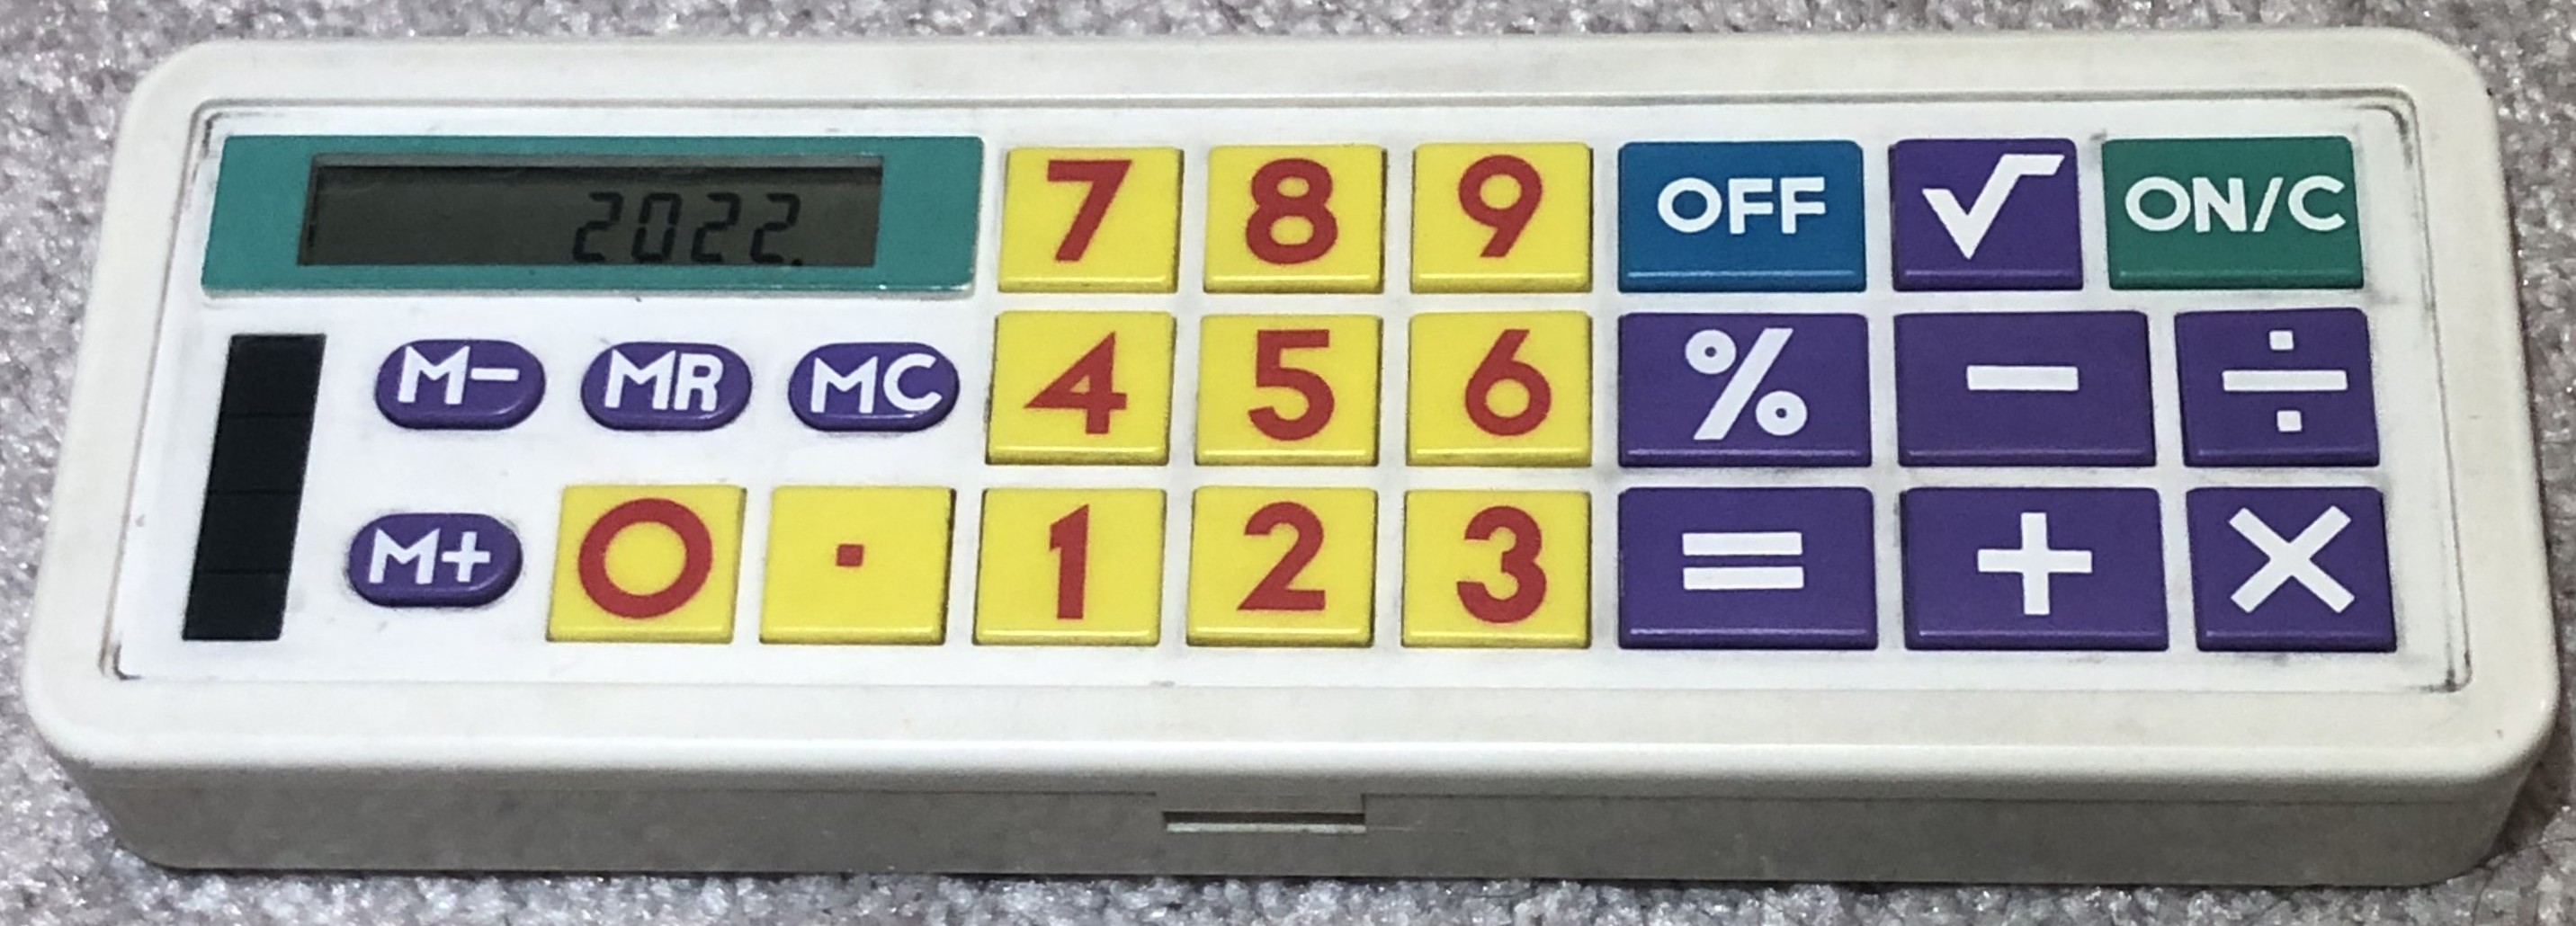 2022.
7 8 9 OFF √ ON/C
M- MR MC 4 5 6 % - ÷
M+ 0 . 1 2 3 = + ×